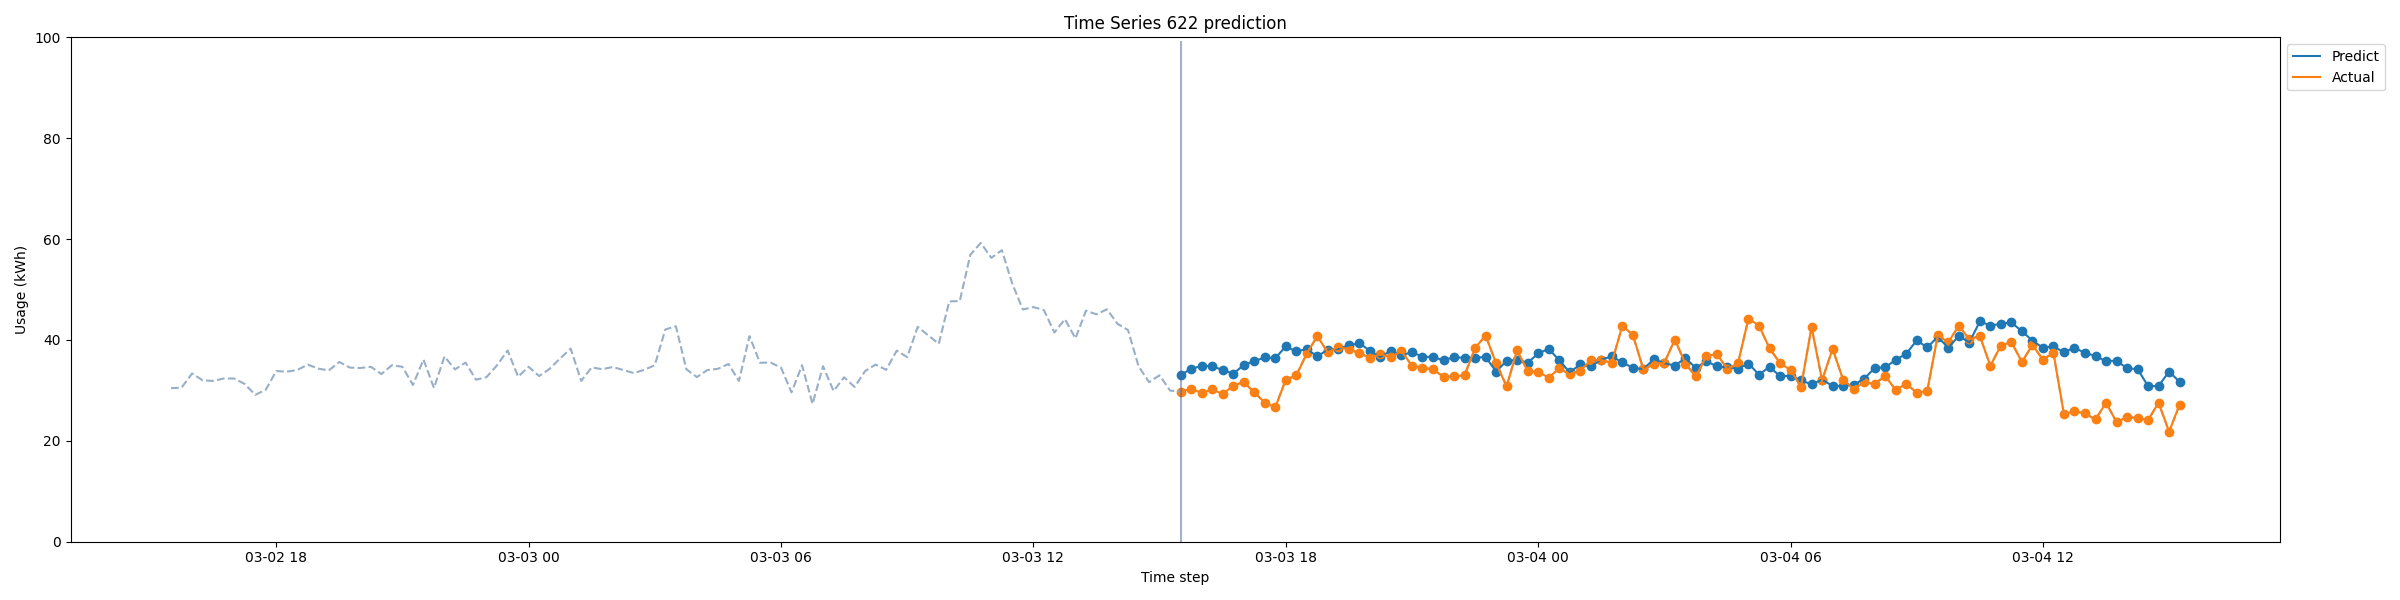 Time Series 622 prediction
Predict
Actual
100
80
60
40
20
0
Usage (kWh)
03-02 18
03-03 00
03-03 06
03-03 12
03-03 18
03-04 00
03-04 06
03-04 12
Time step